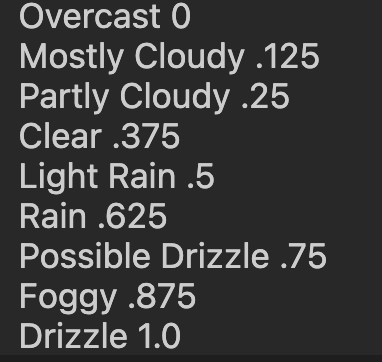 Overcast 0
Mostly Cloudy .125
Partly Cloudy .25
Clear .375
Light Rain .5
Rain .625
Possible Drizzle .75
Foggy .875
Drizzle 1.0